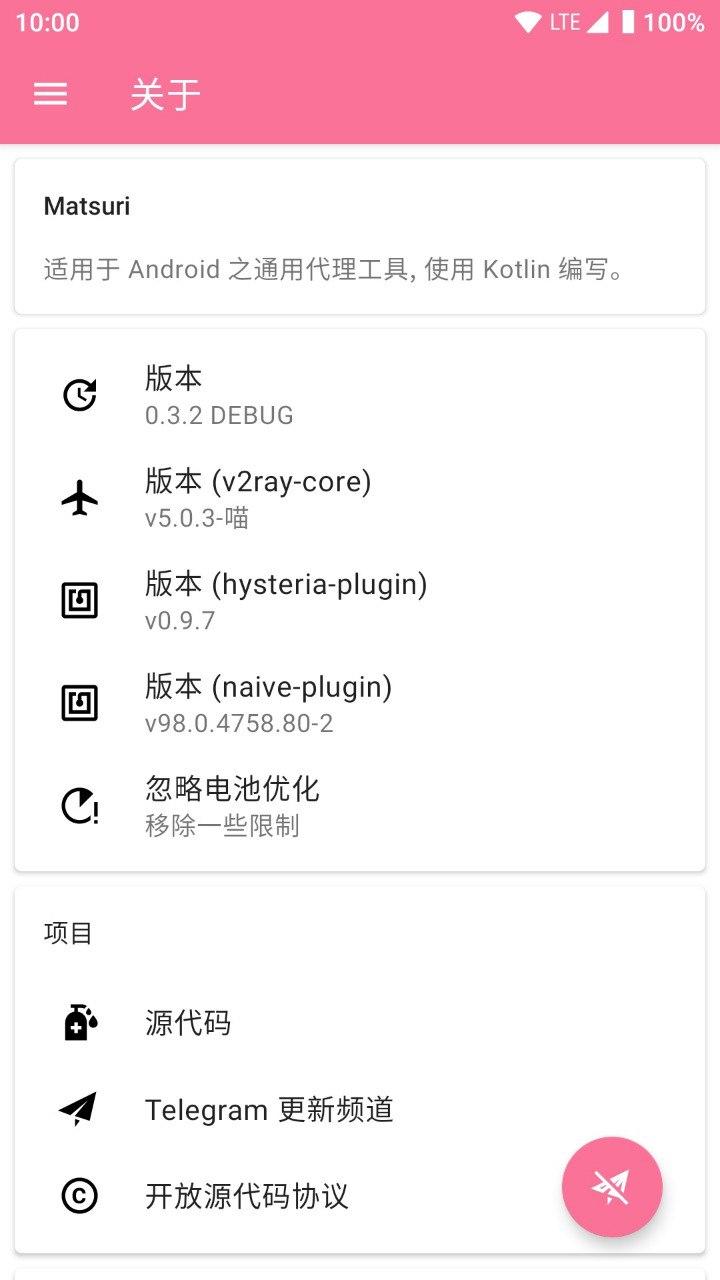 10:00 LTE 100%
关于
Matsuri
适用于 Android 之通用代理工具, 使用 Kotlin 编写。
版本
0.3.2 DEBUG
版本 (v2ray-core)
v5.0.3-喵
版本 (hysteria-plugin)
v0.9.7
版本 (naive-plugin)
v98.0.4758.80-2
忽略电池优化
移除一些限制
项目
源代码
Telegram 更新频道
开放源代码协议